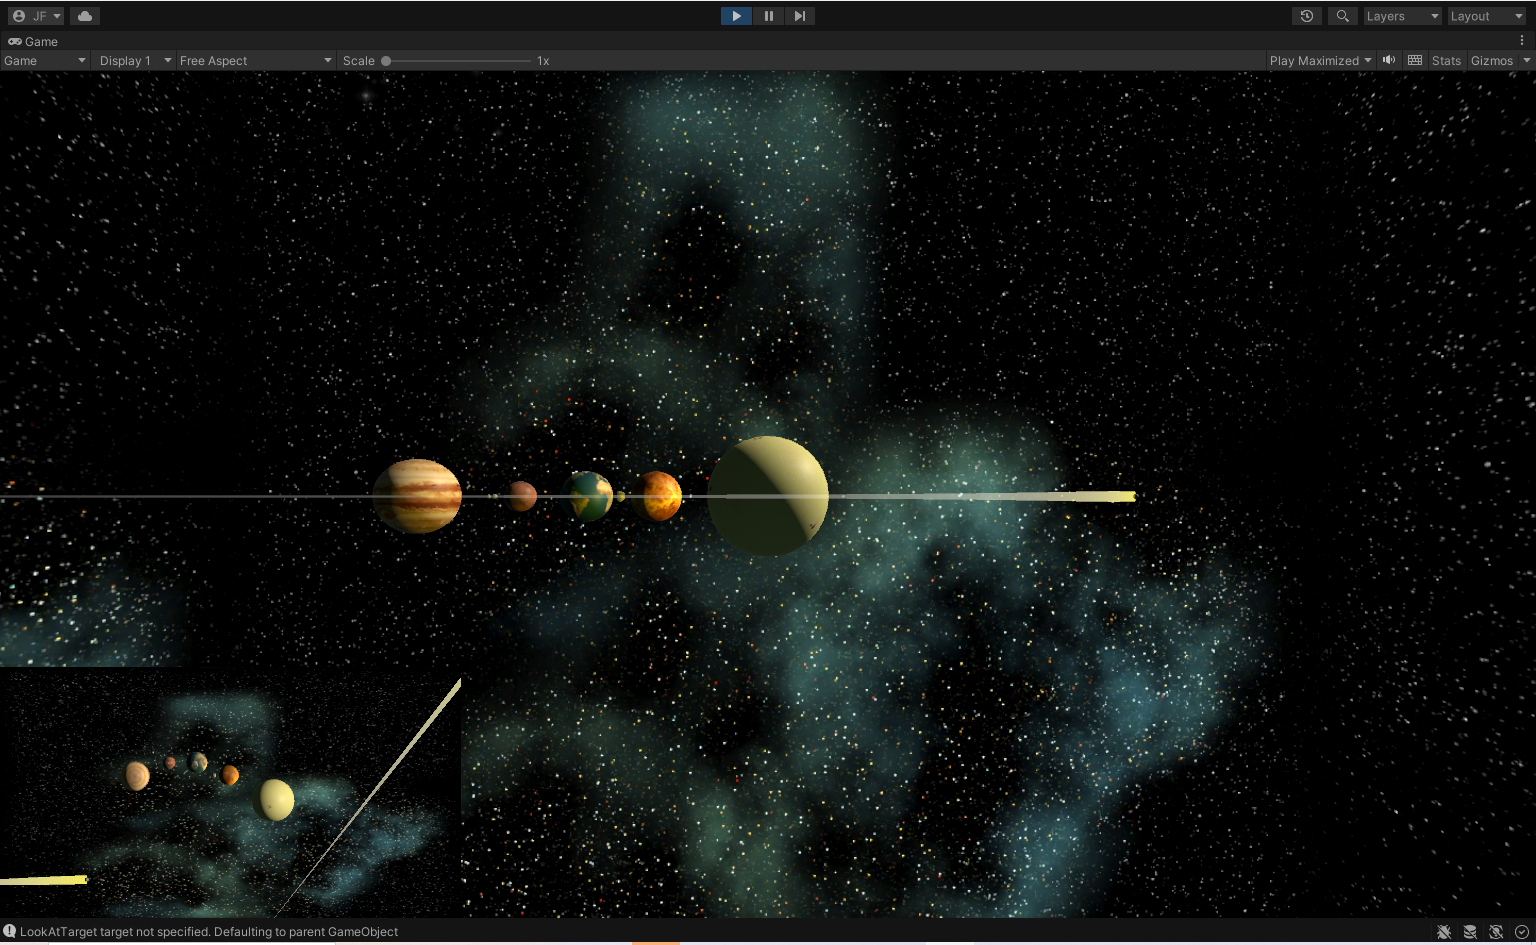 JF Layers Layout
Game
Game Display 1 Free Aspect Scale 1x Play Maximized Stats Gizmos
LookAtTarget target not specified. Defaulting to parent GameObject